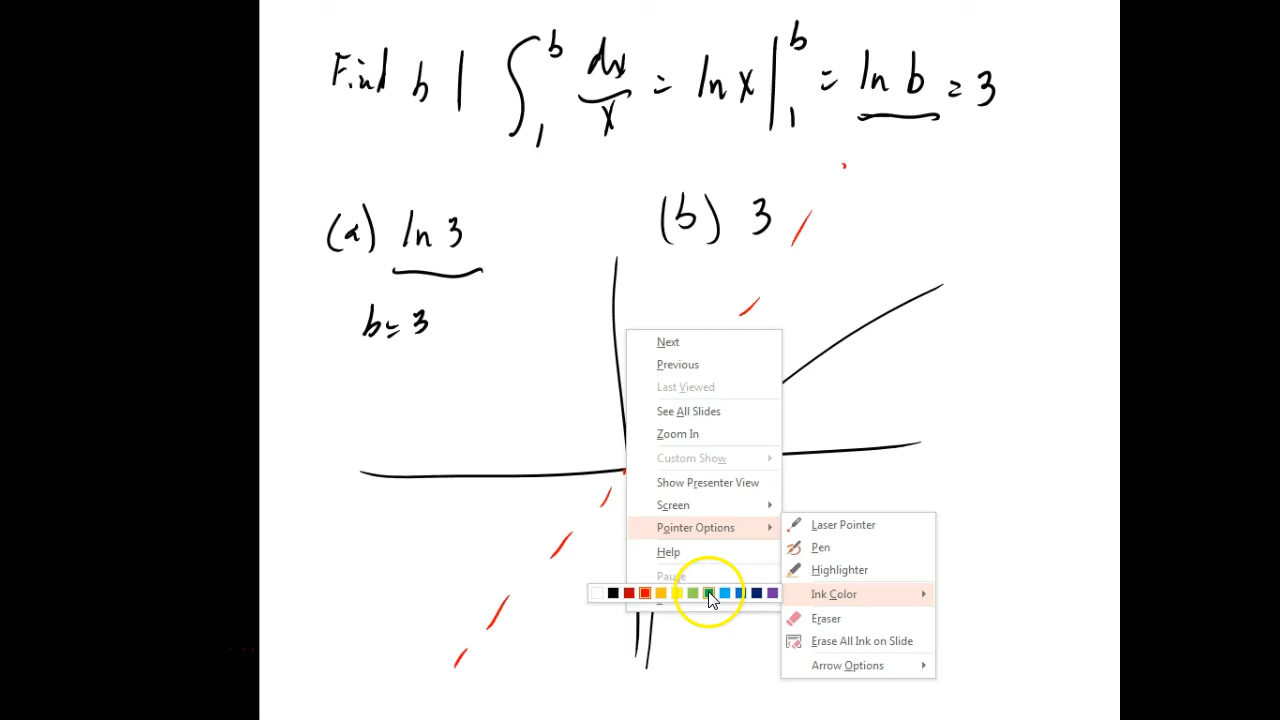 Find b | ∫₁ᵇ dx/x = ln x |₁ᵇ = ln b = 3
(a) ln 3
(b) 3
b = 3
Next
Previous
Last Viewed
See All Slides
Zoom In
Custom Show
Show Presenter View
Screen
Pointer Options
Help
Pause
Laser Pointer
Pen
Highlighter
Ink Color
Eraser
Erase All Ink on Slide
Arrow Options